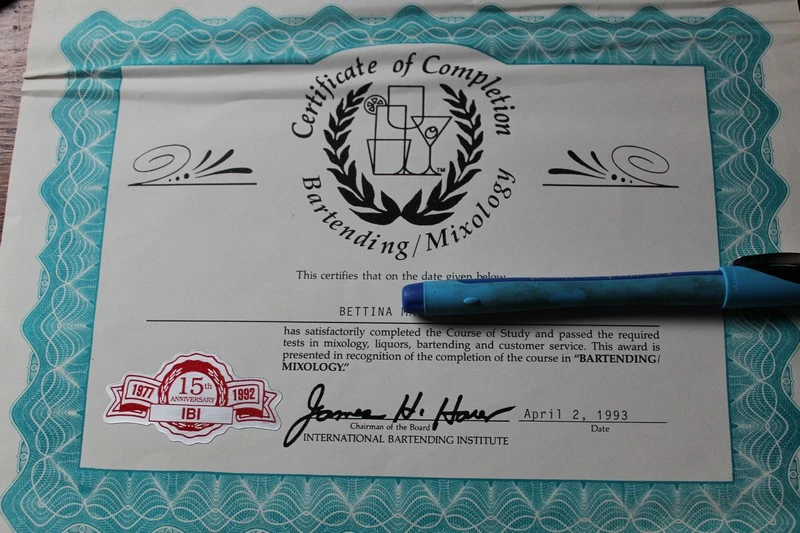 Certificate of Completion
TM
Bartending/Mixology
This certifies that on the date given below
BETTINA
has satisfactorily completed the Course of Study and passed the required
tests in mixology, liquors, bartending and customer service. This award is
presented in recognition of the completion of the course in "BARTENDING/
MIXOLOGY."
1977 15th 1992
ANNIVERSARY
IBI
James H. Harer April 2, 1993
Chairman of the Board Date
INTERNATIONAL BARTENDING INSTITUTE